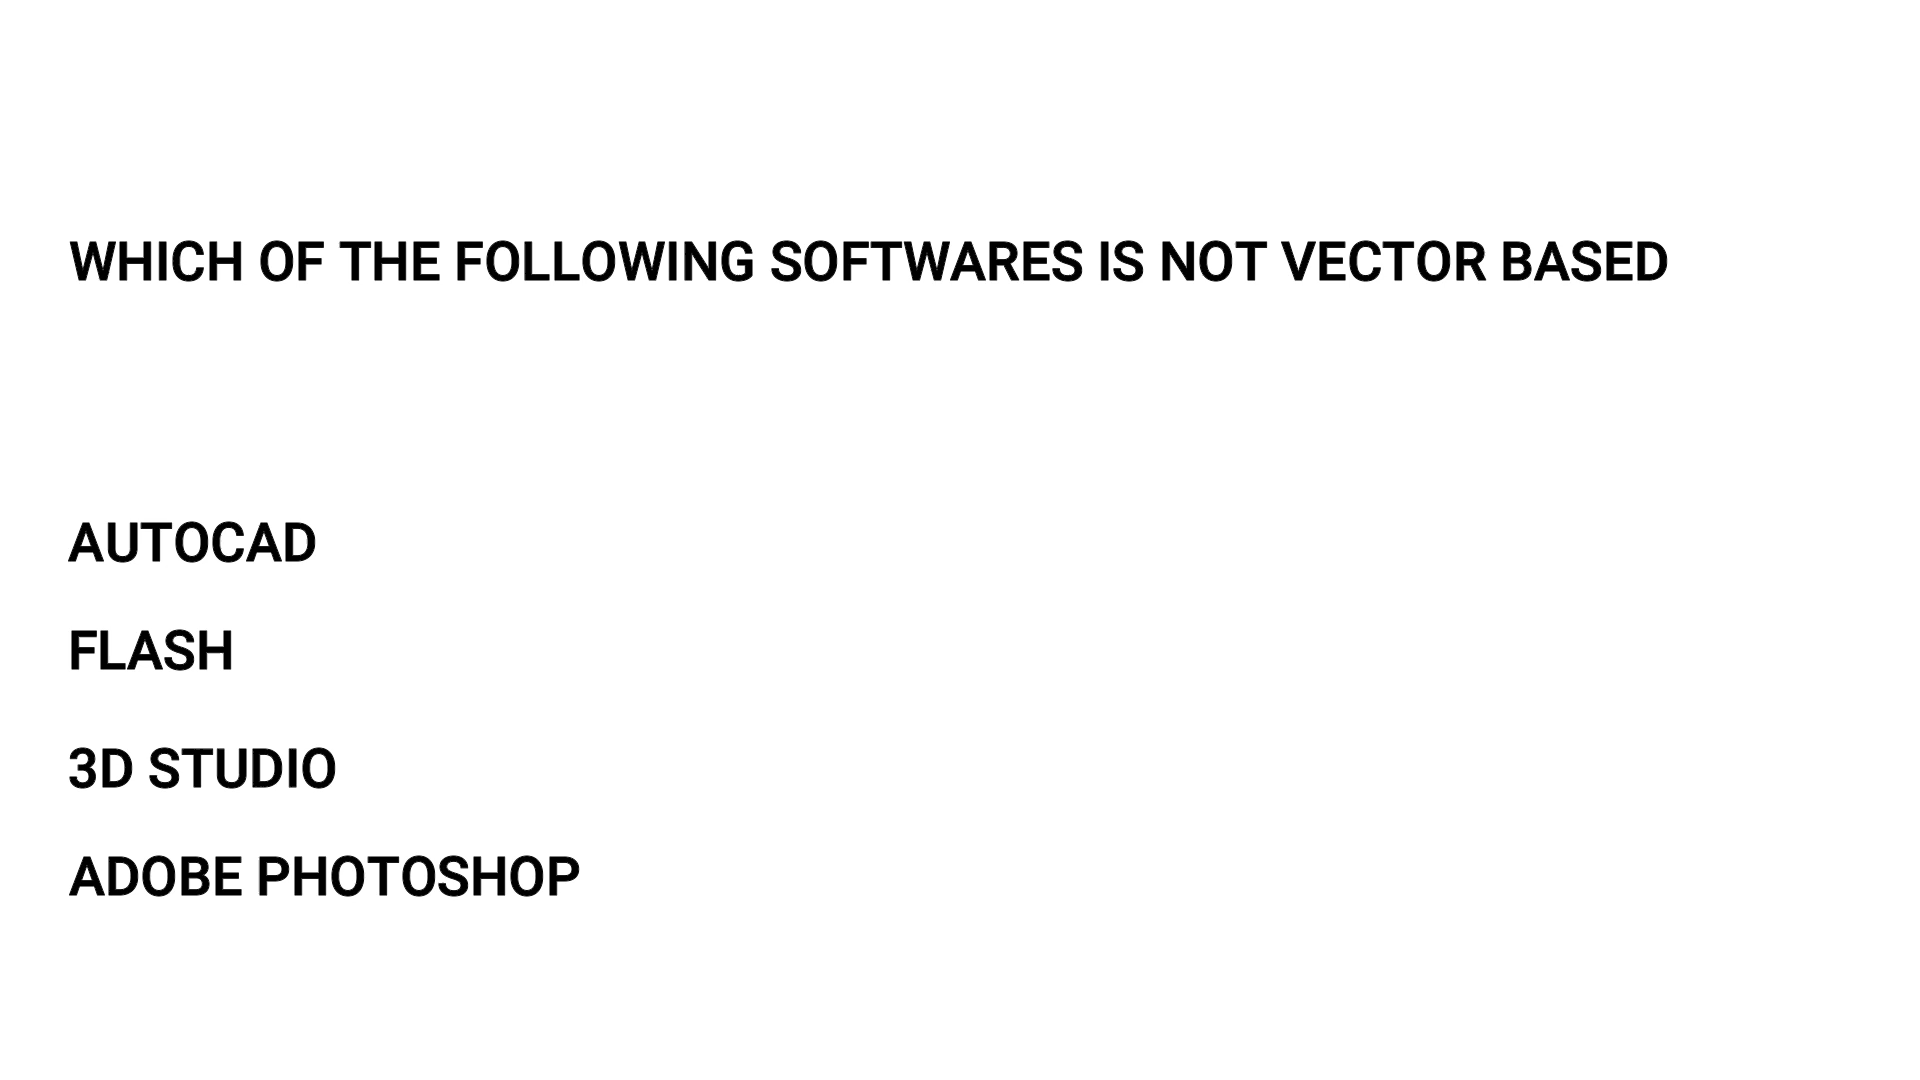 WHICH OF THE FOLLOWING SOFTWARES IS NOT VECTOR BASED
AUTOCAD
FLASH
3D STUDIO
ADOBE PHOTOSHOP